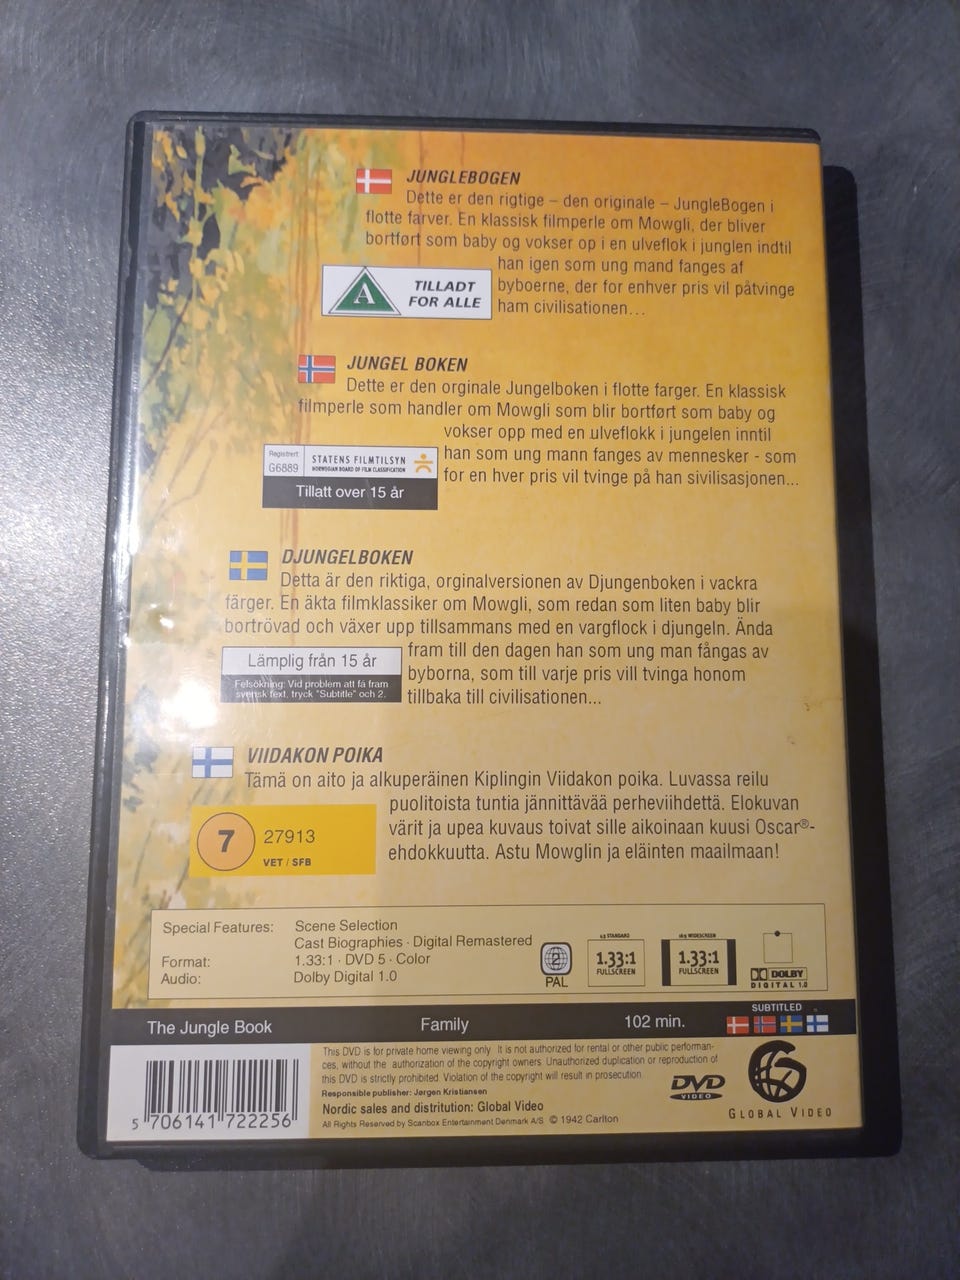 JUNGLEBOGEN
Dette er den rigtige – den originale – JungleBogen i
flotte farver. En klassisk filmperle om Mowgli, der bliver
bortført som baby og vokser op i en ulveflok i junglen indtil
han igen som ung mand fanges af
byboerne, der for enhver pris vil påtvinge
ham civilisationen...
A
TILLADT
FOR ALLE
JUNGEL BOKEN
Dette er den orginale Jungelboken i flotte farger. En klassisk
filmperle som handler om Mowgli som blir bortført som baby og
vokser opp med en ulveflokk i jungelen inntil
han som ung mann fanges av mennesker - som
for en hver pris vil tvinge på han sivilisasjonen...
Registrert
G6889
STATENS FILMTILSYN
NORWEGIAN BOARD OF FILM CLASSIFICATION
Tillatt over 15 år
DJUNGELBOKEN
Detta är den riktiga, orginalversionen av Djungenboken i vackra
färger. En äkta filmklassiker om Mowgli, som redan som liten baby blir
bortrövad och växer upp tillsammans med en vargflock i djungeln. Ända
fram till den dagen han som ung man fångas av
byborna, som till varje pris vill tvinga honom
tillbaka till civilisationen...
Lämplig från 15 år
Felsökning: Vid problem att få fram
svensk text, tryck "Subtitle" och 2.
VIIDAKON POIKA
Tämä on aito ja alkuperäinen Kiplingin Viidakon poika. Luvassa reilu
puolitoista tuntia jännittävää perheviihdettä. Elokuvan
värit ja upea kuvaus toivat sille aikoinaan kuusi Oscar®-
ehdokkuutta. Astu Mowglin ja eläinten maailmaan!
7
27913
VET / SFB
Special Features: Scene Selection
Cast Biographies · Digital Remastered
Format: 1.33:1 · DVD 5 · Color
Audio: Dolby Digital 1.0
2
PAL
4:3 STANDARD
1.33:1
FULLSCREEN
16:9 WIDESCREEN
1.33:1
FULLSCREEN
DOLBY
DIGITAL 1.0
The Jungle Book Family 102 min.
SUBTITLED
This DVD is for private home viewing only. It is not authorized for rental or other public performan-
ces, without the authorization of the copyright owners. Unauthorized duplication or reproduction of
this DVD is strictly prohibited. Violation of the copyright will result in prosecution.
Responsible publisher: Jørgen Kristiansen
Nordic sales and distritution: Global Video
All Rights Reserved by Scanbox Entertainment Denmark A/S © 1942 Carlton
5 706141 722256
DVD
VIDEO
GLOBAL VIDEO